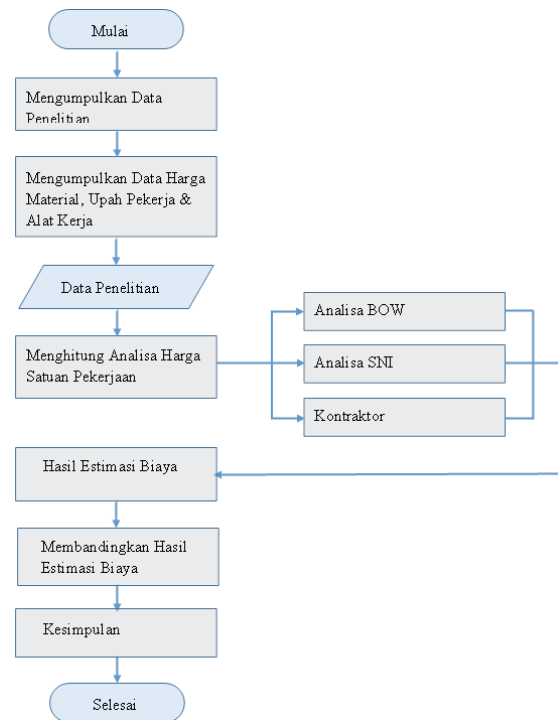 Mulai
Mengumpulkan Data
Penelitian
Mengumpulkan Data Harga
Material, Upah Pekerja &
Alat Kerja
Data Penelitian
Menghitung Analisa Harga
Satuan Pekerjaan
Analisa BOW
Analisa SNI
Kontraktor
Hasil Estimasi Biaya
Membandingkan Hasil
Estimasi Biaya
Kesimpulan
Selesai